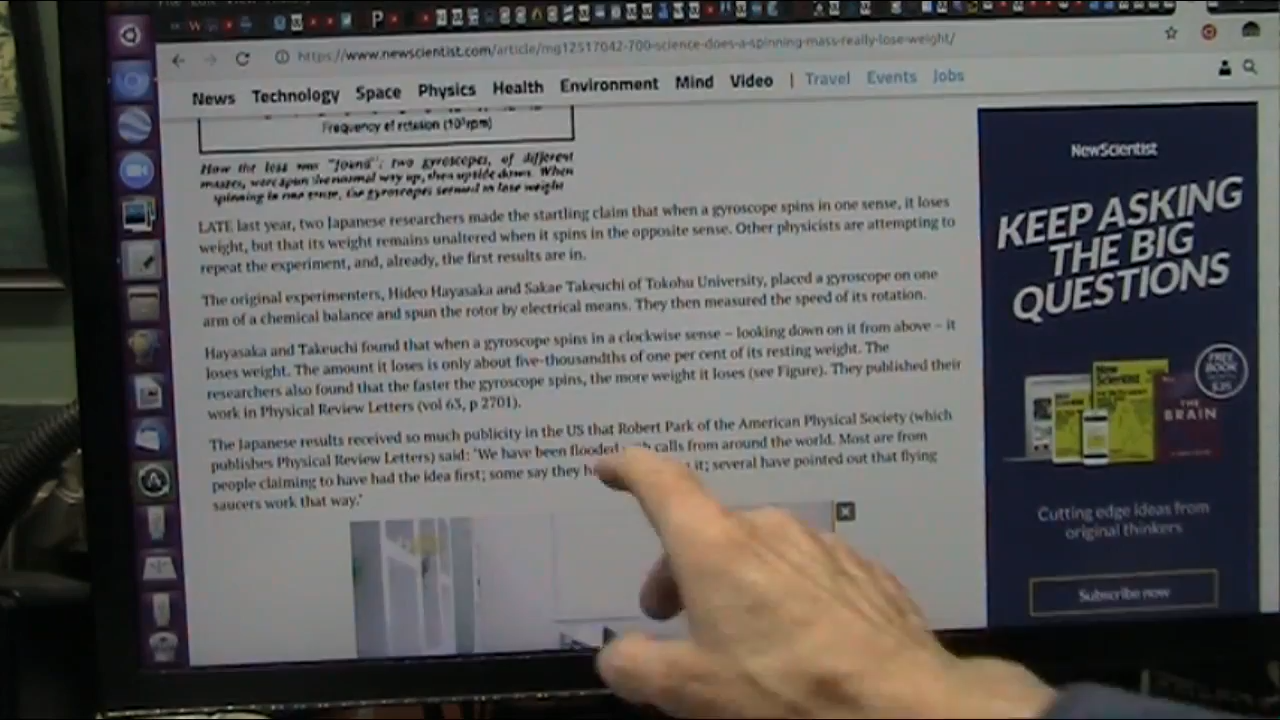 https://www.newscientist.com/article/mg12517042-700-science-does-a-spinning-mass-really-lose-weight/
News Technology Space Physics Health Environment Mind Video | Travel Events Jobs
Frequency of rotation (10³rpm)
How the loss was "found": two gyroscopes, of different
masses, were spun the normal way up, then upside down. When
spinning in one sense, the gyroscopes seemed to lose weight
LATE last year, two Japanese researchers made the startling claim that when a gyroscope spins in one sense, it loses
weight, but that its weight remains unaltered when it spins in the opposite sense. Other physicists are attempting to
repeat the experiment, and, already, the first results are in.
The original experimenters, Hideo Hayasaka and Sakae Takeuchi of Tokohu University, placed a gyroscope on one
arm of a chemical balance and spun the rotor by electrical means. They then measured the speed of its rotation.
Hayasaka and Takeuchi found that when a gyroscope spins in a clockwise sense – looking down on it from above – it
loses weight. The amount it loses is only about five-thousandths of one per cent of its resting weight. The
researchers also found that the faster the gyroscope spins, the more weight it loses (see Figure). They published their
work in Physical Review Letters (vol 63, p 2701).
The Japanese results received so much publicity in the US that Robert Park of the American Physical Society (which
publishes Physical Review Letters) said: 'We have been flooded calls from around the world. Most are from
people claiming to have had the idea first; some say they it; several have pointed out that flying
saucers work that way.'
NewScientist
KEEP ASKING
THE BIG
QUESTIONS
FREE
BOOK
$25
New
Scientist
THE
BRAIN
Cutting edge ideas from
original thinkers
Subscribe now